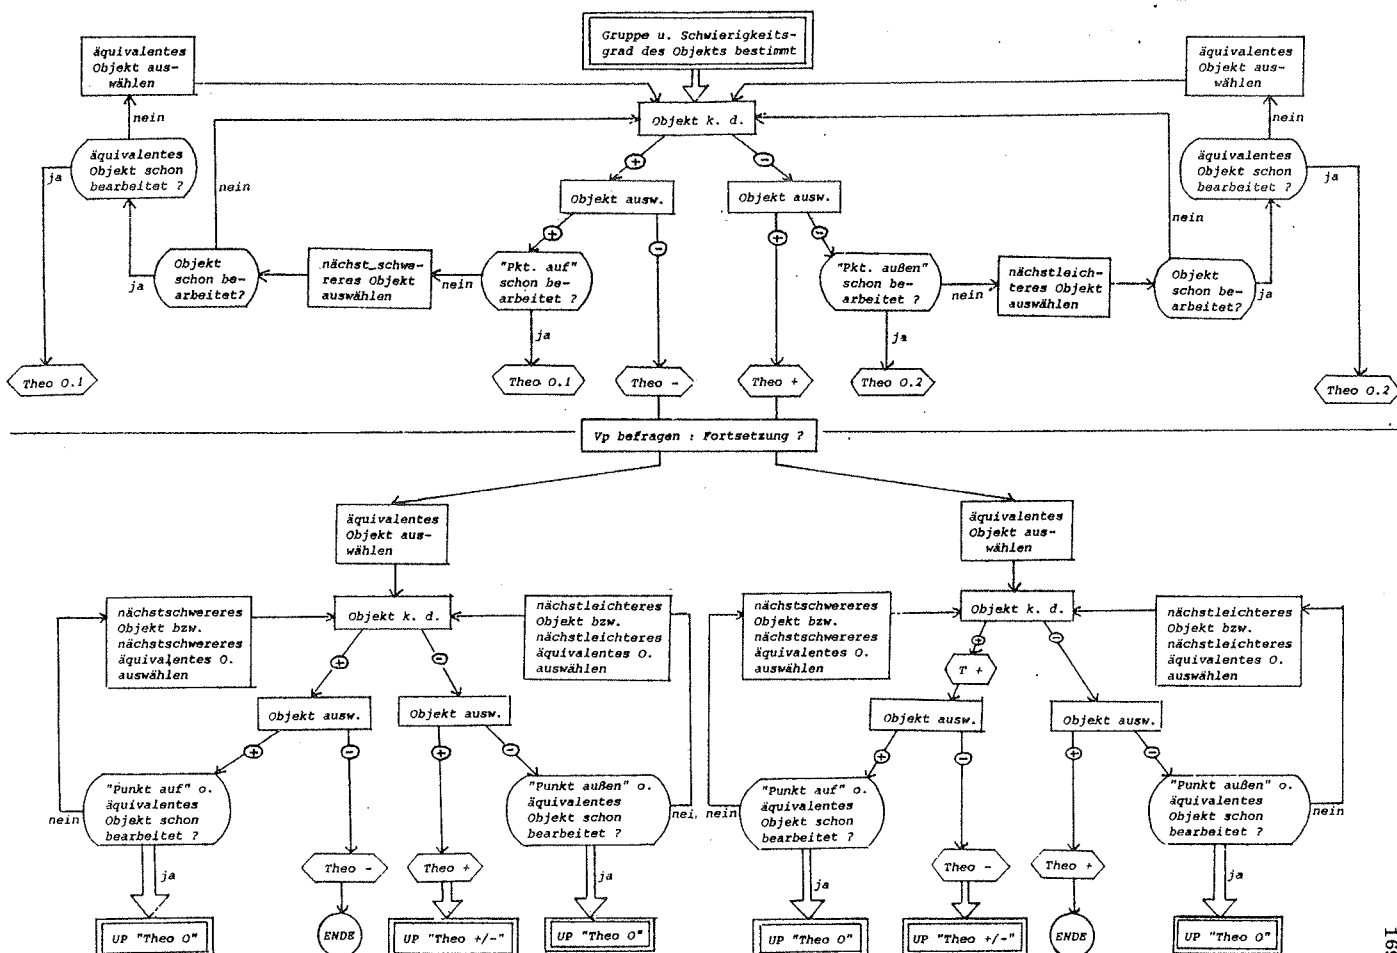 Gruppe u. Schwierigkeits-
grad des Objekts bestimmt
äquivalentes
Objekt aus-
wählen
äquivalentes
Objekt aus-
wählen
nein
nein
Objekt k. d.
äquivalentes
Objekt schon
bearbeitet ?
äquivalentes
Objekt schon
bearbeitet ?
ja
ja
nein
nein
+
-
Objekt ausw.
Objekt ausw.
+
-
+
-
Objekt
schon be-
arbeitet?
ja
nächst schwe-
reres Objekt
auswählen
nein
"Pkt. auf"
schon be-
arbeitet ?
"Pkt. außen"
schon be-
arbeitet ?
nein
nächstleich-
teres Objekt
auswählen
Objekt
schon be-
arbeitet?
ja
ja
ja
Theo 0.1
Theo 0.1
Theo -
Theo +
Theo 0.2
Theo 0.2
Vp befragen : Fortsetzung ?
äquivalentes
Objekt aus-
wählen
äquivalentes
Objekt aus-
wählen
nächstschwereres
Objekt bzw.
nächstschwereres
äquivalentes O.
auswählen
Objekt k. d.
nächstleichteres
Objekt bzw.
nächstleichteres
äquivalentes O.
auswählen
nächstschwereres
Objekt bzw.
nächstschwereres
äquivalentes O.
auswählen
Objekt k. d.
nächstleichteres
Objekt bzw.
nächstleichteres
äquivalentes O.
auswählen
+
-
+
-
T +
Objekt ausw.
Objekt ausw.
Objekt ausw.
Objekt ausw.
+
-
+
-
+
-
+
-
"Punkt auf" o.
äquivalentes
Objekt schon
bearbeitet ?
nein
"Punkt außen" o.
äquivalentes
Objekt schon
bearbeitet ?
nei.
nein
"Punkt auf" o.
äquivalentes
Objekt schon
bearbeitet ?
"Punkt außen" o.
äquivalentes
Objekt schon
bearbeitet ?
nein
ja
Theo -
Theo +
ja
ja
Theo -
Theo +
ja
UP "Theo 0"
ENDE
UP "Theo +/-"
UP "Theo 0"
UP "Theo 0"
UP "Theo +/-"
ENDE
UP "Theo 0"